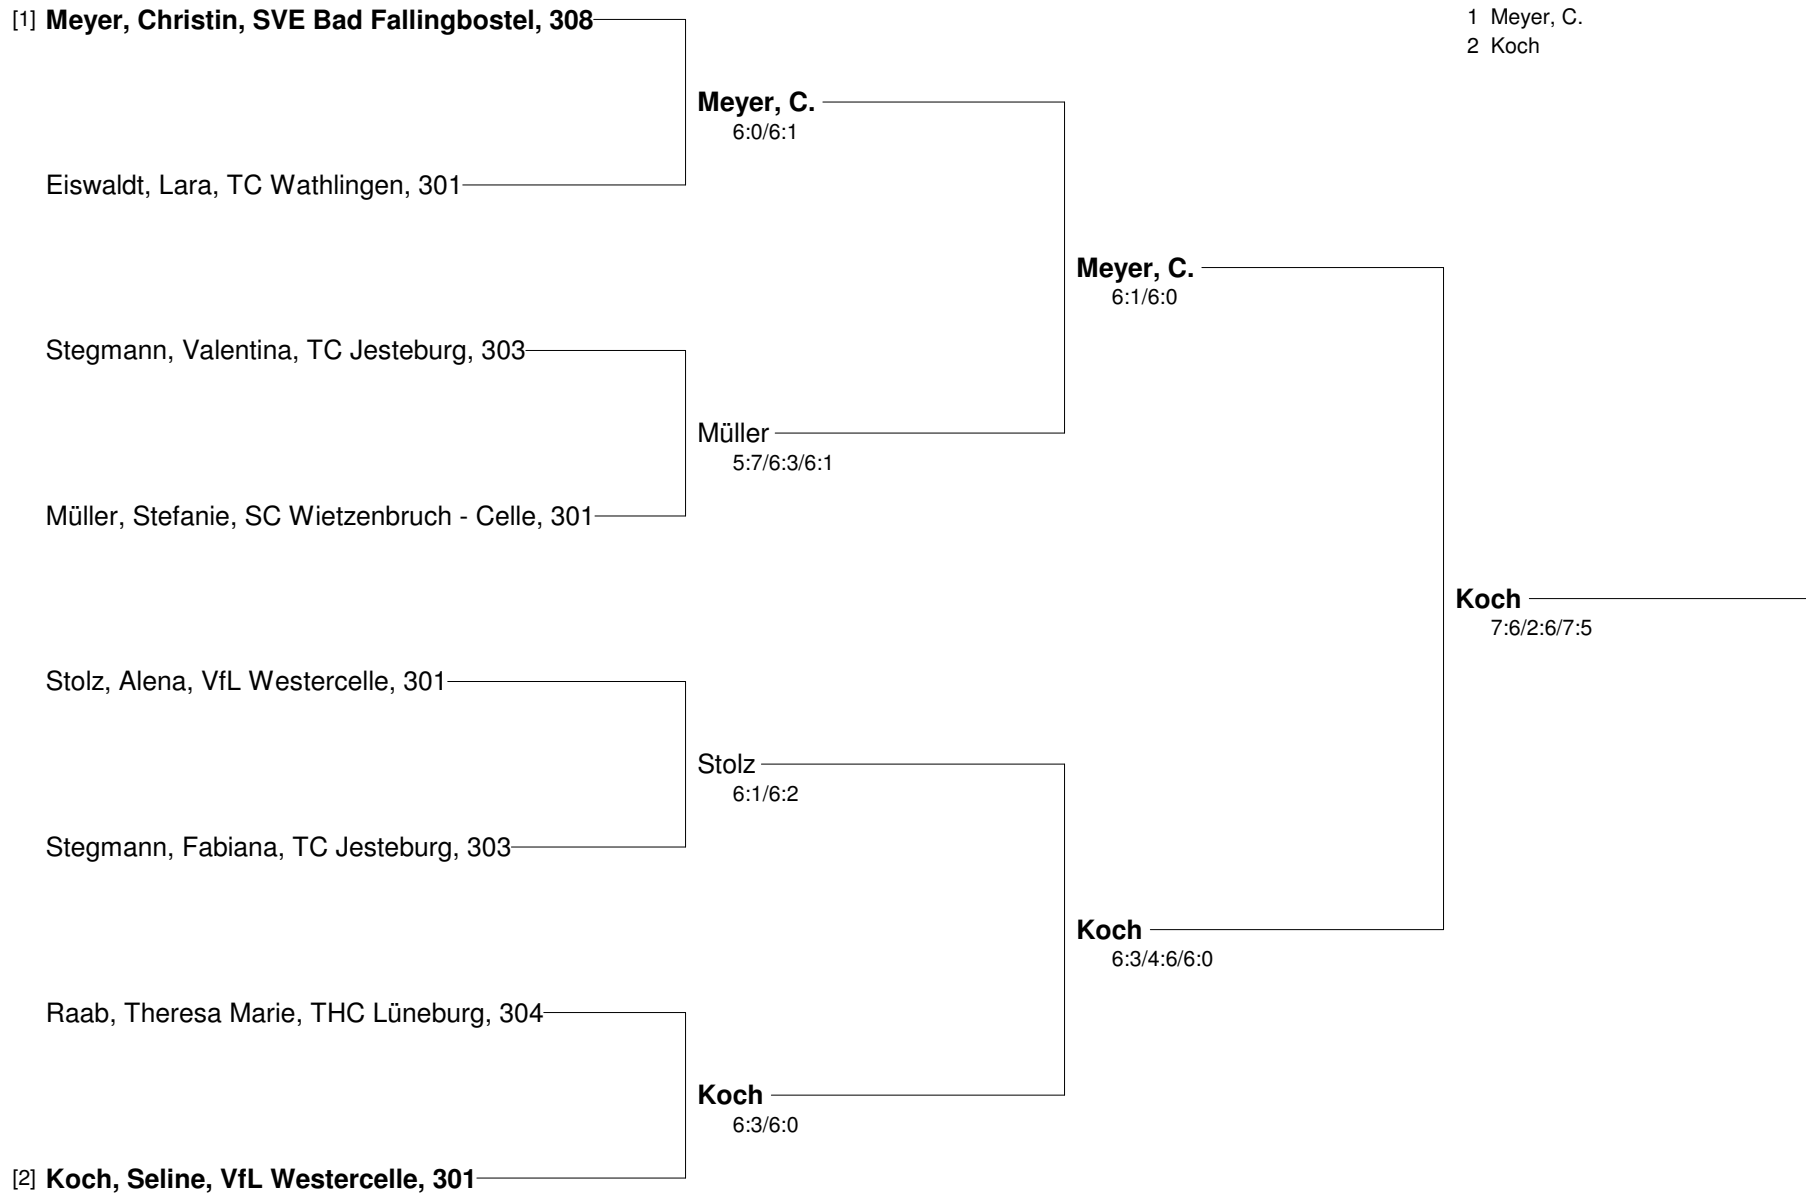 [1] Meyer, Christin, SVE Bad Fallingbostel, 308
1 Meyer, C.
2 Koch
Meyer, C.
6:0/6:1
Eiswaldt, Lara, TC Wathlingen, 301
Meyer, C.
6:1/6:0
Stegmann, Valentina, TC Jesteburg, 303
Müller
5:7/6:3/6:1
Müller, Stefanie, SC Wietzenbruch - Celle, 301
Koch
7:6/2:6/7:5
Stolz, Alena, VfL Westercelle, 301
Stolz
6:1/6:2
Stegmann, Fabiana, TC Jesteburg, 303
Koch
6:3/4:6/6:0
Raab, Theresa Marie, THC Lüneburg, 304
Koch
6:3/6:0
[2] Koch, Seline, VfL Westercelle, 301